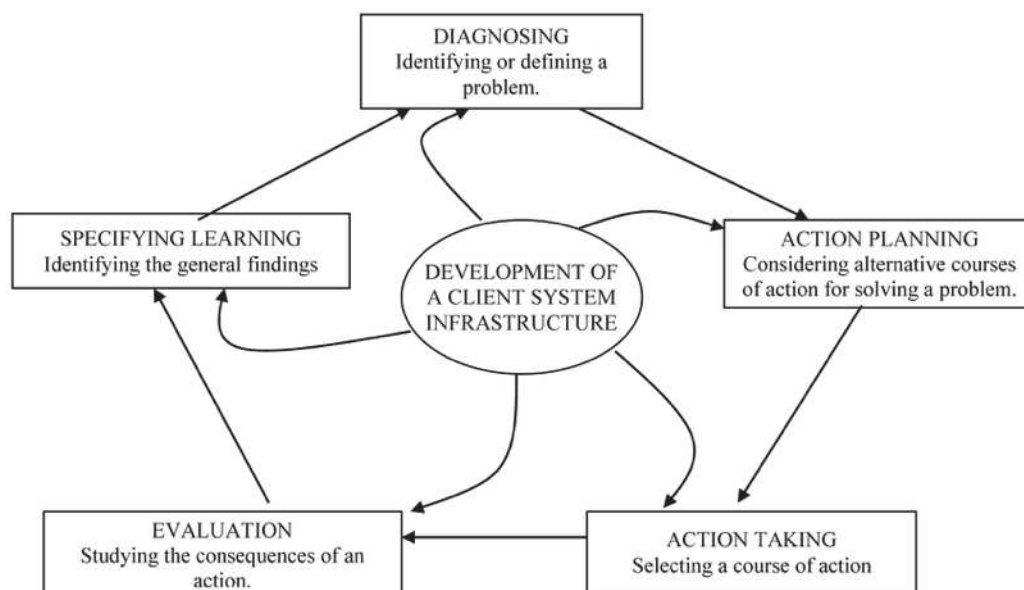 DIAGNOSING
Identifying or defining a
problem.
SPECIFYING LEARNING
Identifying the general findings
DEVELOPMENT OF
A CLIENT SYSTEM
INFRASTRUCTURE
ACTION PLANNING
Considering alternative courses
of action for solving a problem.
EVALUATION
Studying the consequences of an
action.
ACTION TAKING
Selecting a course of action